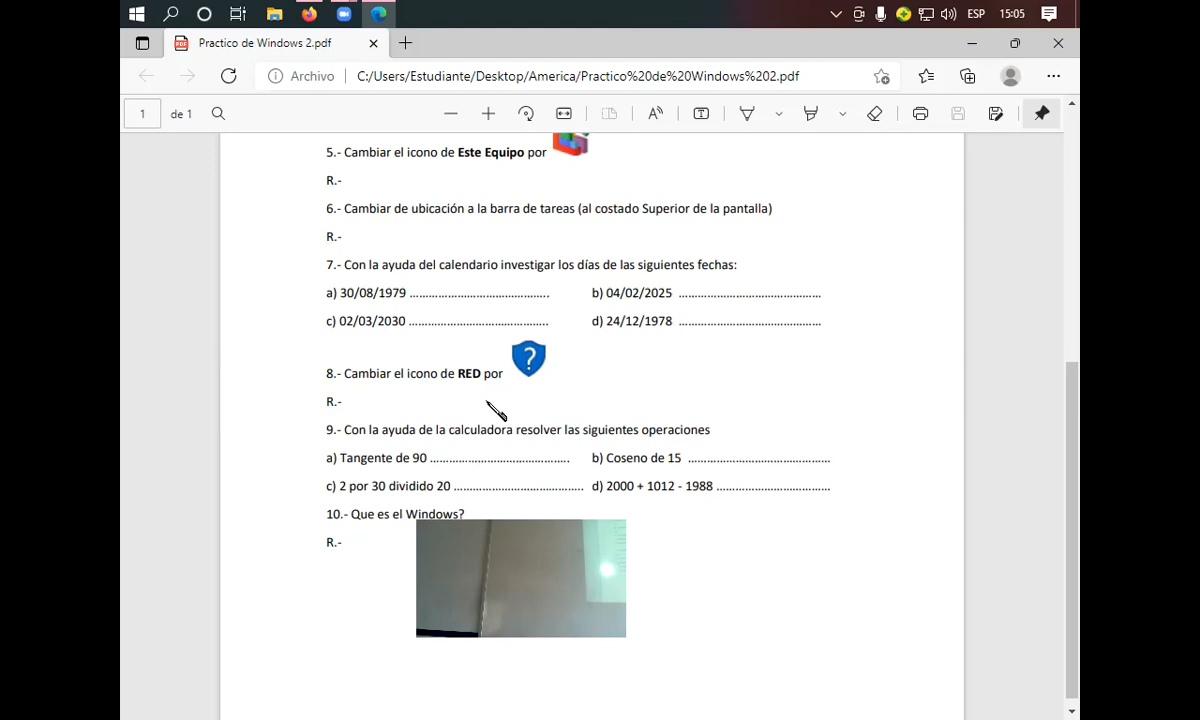 ESP 15:05
Practico de Windows 2.pdf
Archivo C:/Users/Estudiante/Desktop/America/Practico%20de%20Windows%202.pdf
1 de 1
5.- Cambiar el icono de Este Equipo por
R.-
6.- Cambiar de ubicación a la barra de tareas (al costado Superior de la pantalla)
R.-
7.- Con la ayuda del calendario investigar los días de las siguientes fechas:
a) 30/08/1979 .............................................. b) 04/02/2025 ..............................................
c) 02/03/2030 .............................................. d) 24/12/1978 ..............................................
8.- Cambiar el icono de RED por ?
R.-
9.- Con la ayuda de la calculadora resolver las siguientes operaciones
a) Tangente de 90 .............................................. b) Coseno de 15 ..............................................
c) 2 por 30 dividido 20 .......................................... d) 2000 + 1012 - 1988 .....................................
10.- Que es el Windows?
R.-